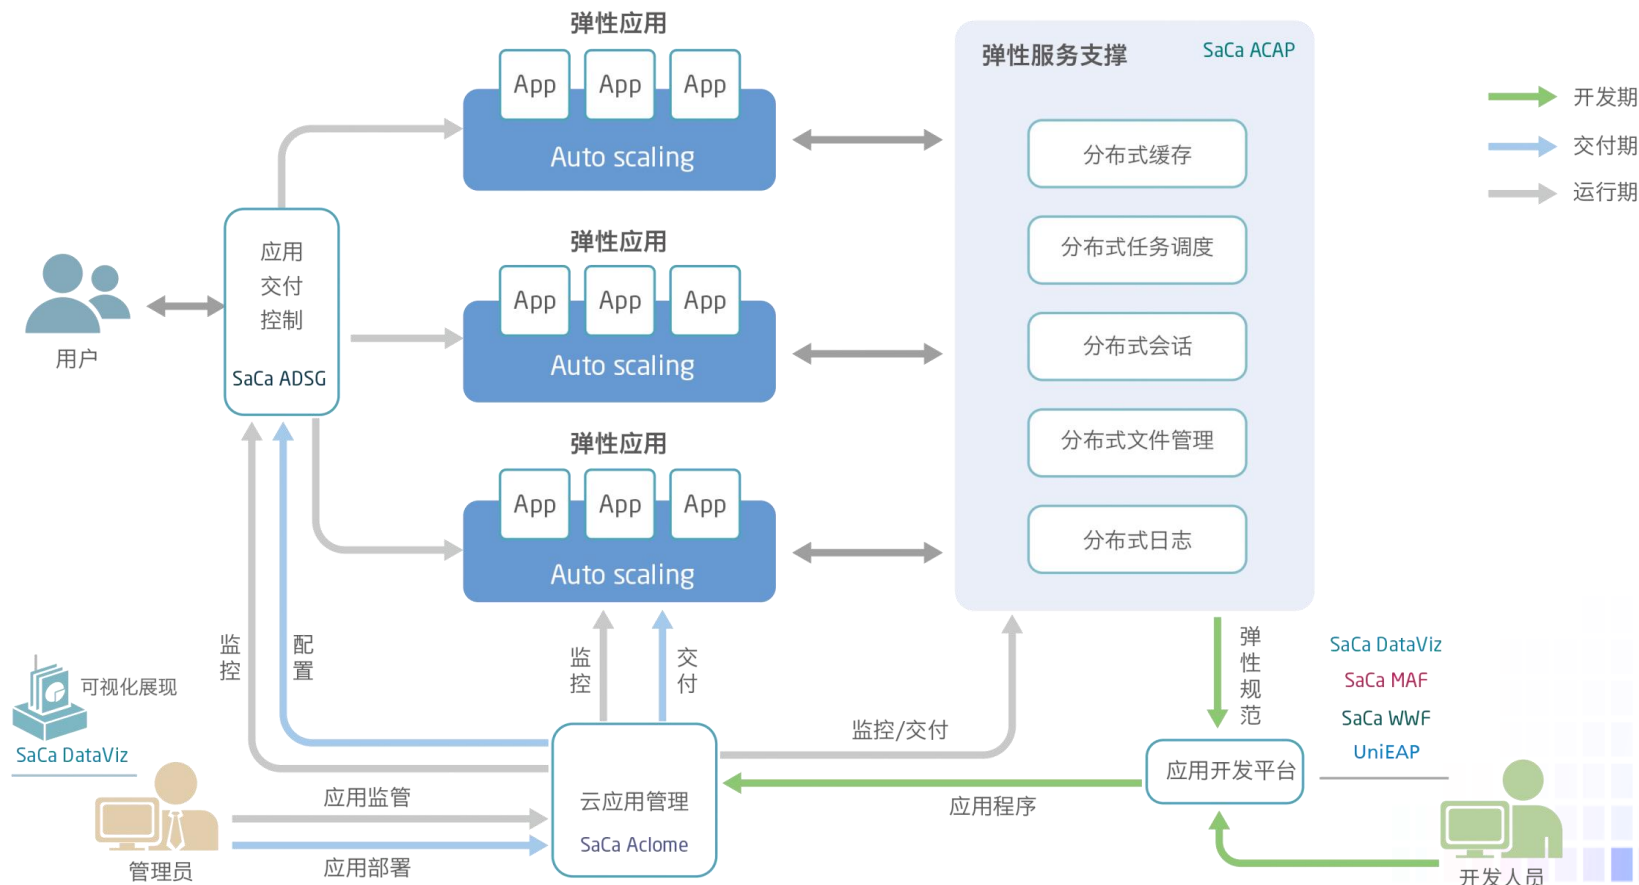 弹性应用
App
App
App
Auto scaling
弹性应用
App
App
App
Auto scaling
弹性应用
App
App
App
Auto scaling
弹性服务支撑
SaCa ACAP
分布式缓存
分布式任务调度
分布式会话
分布式文件管理
分布式日志
开发期
交付期
运行期
用户
应用
交付
控制
SaCa ADSG
监控
配置
监控
交付
监控/交付
弹性规范
可视化展现
SaCa DataViz
管理员
应用监管
应用部署
云应用管理
SaCa Aclome
应用程序
应用开发平台
SaCa DataViz
SaCa MAF
SaCa WWF
UniEAP
开发人员